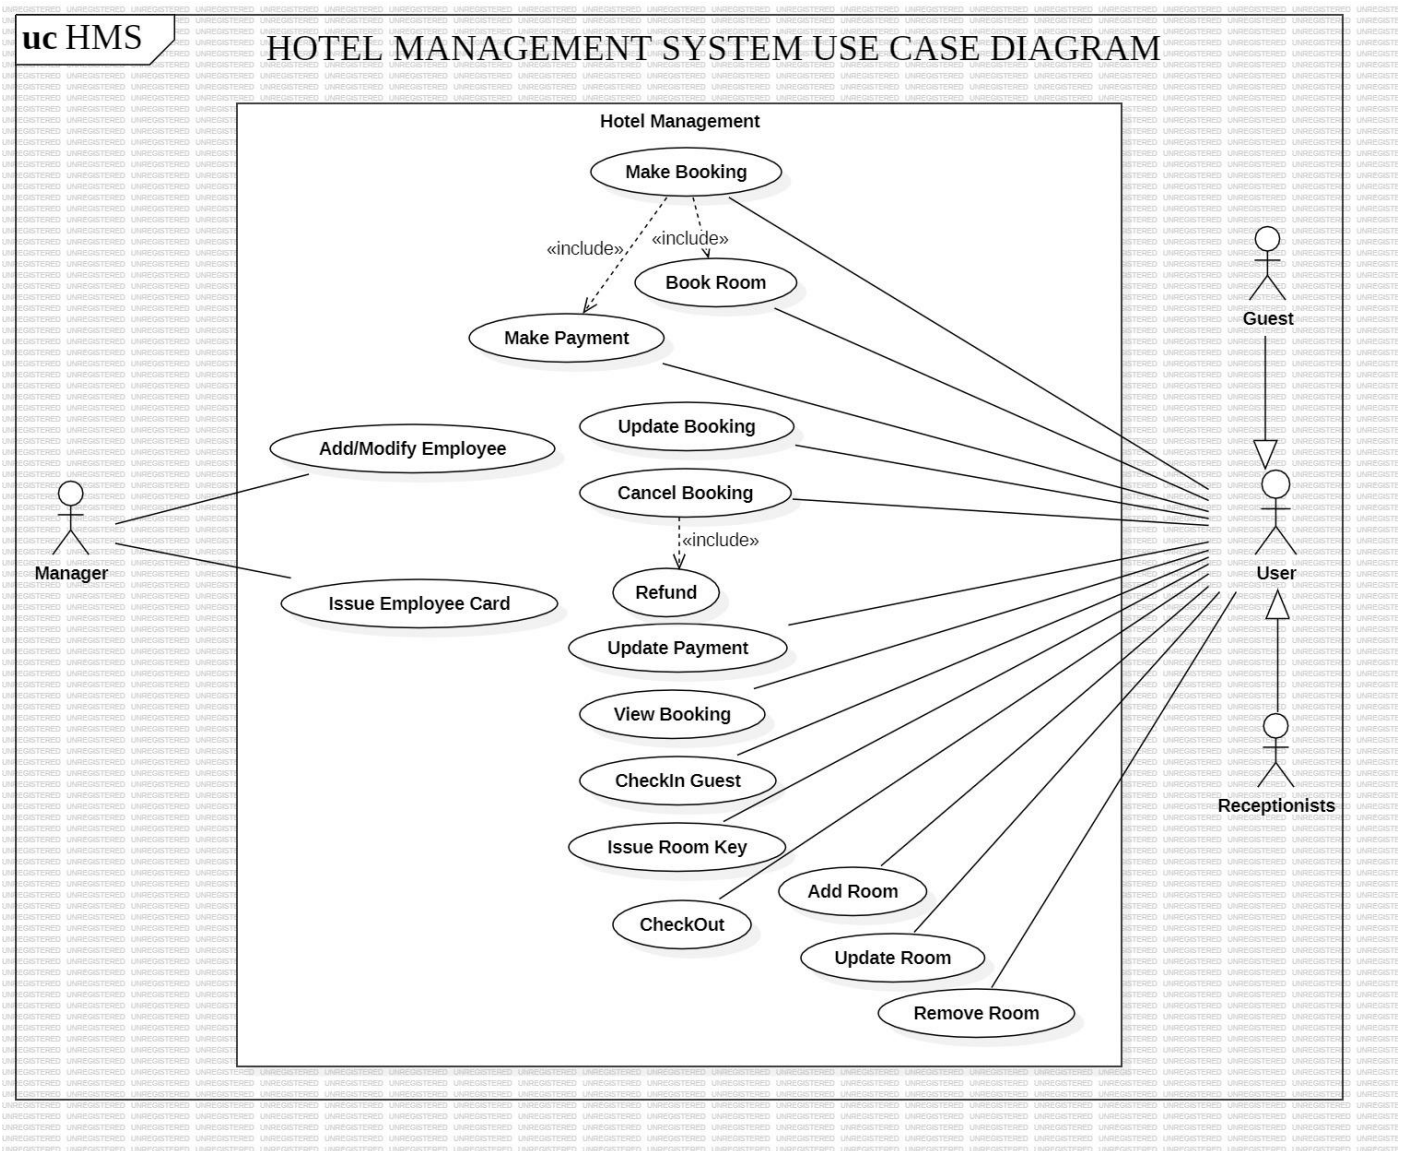 uc HMS
HOTEL MANAGEMENT SYSTEM USE CASE DIAGRAM
Hotel Management
Make Booking
«include»
«include»
Book Room
Make Payment
Guest
Update Booking
Add/Modify Employee
Cancel Booking
«include»
Manager
User
Refund
Issue Employee Card
Update Payment
View Booking
CheckIn Guest
Receptionists
Issue Room Key
Add Room
CheckOut
Update Room
Remove Room
UNREGISTERED